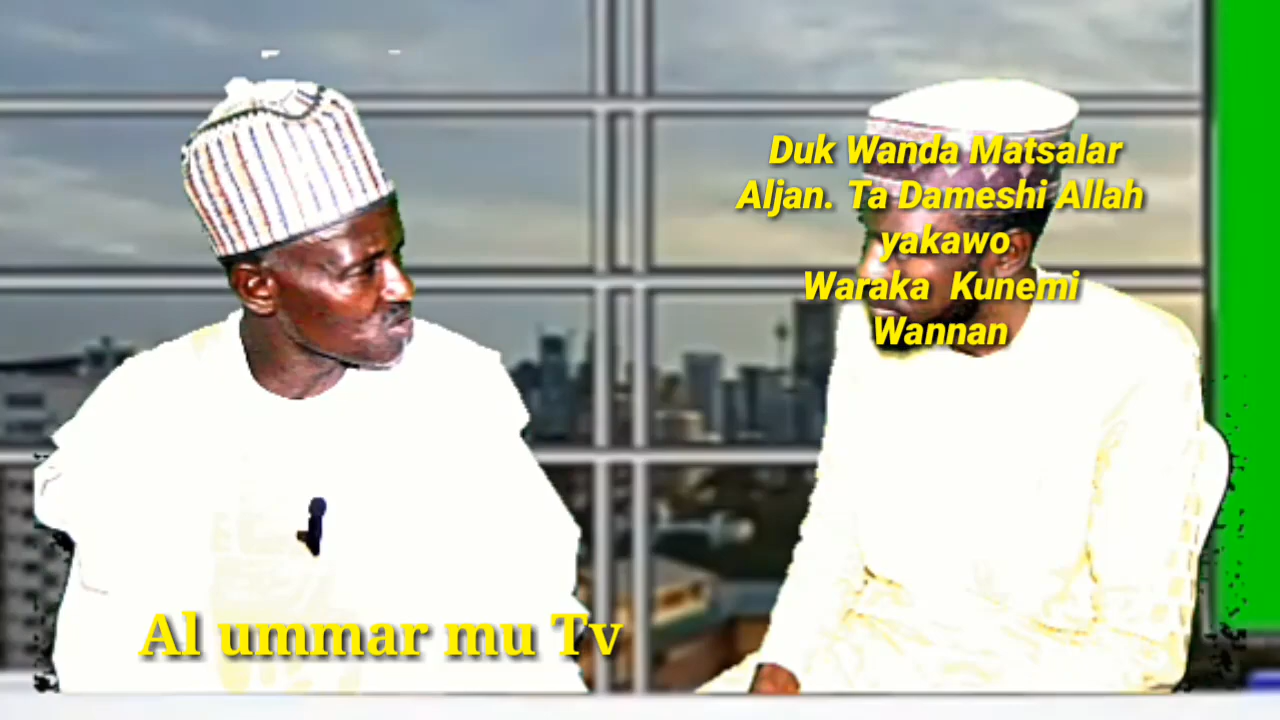 Duk Wanda Matsalar
Aljan. Ta Dameshi Allah
yakawo
Waraka Kunemi
Wannan
Al ummar mu Tv